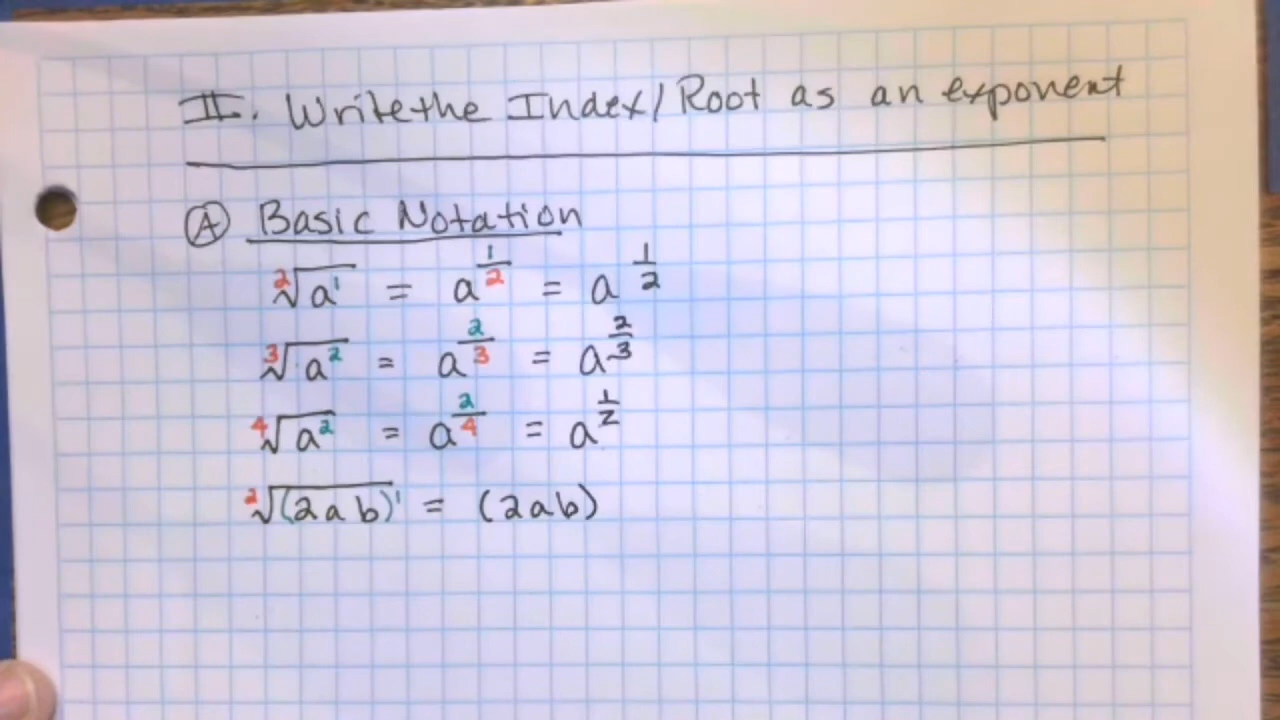 II. Write the Index/Root as an exponent
Ⓐ Basic Notation
²√a¹ = a^(1/2) = a^(1/2)
³√a² = a^(2/3) = a^(2/3)
⁴√a² = a^(2/4) = a^(1/2)
²√(2ab)¹ = (2ab)